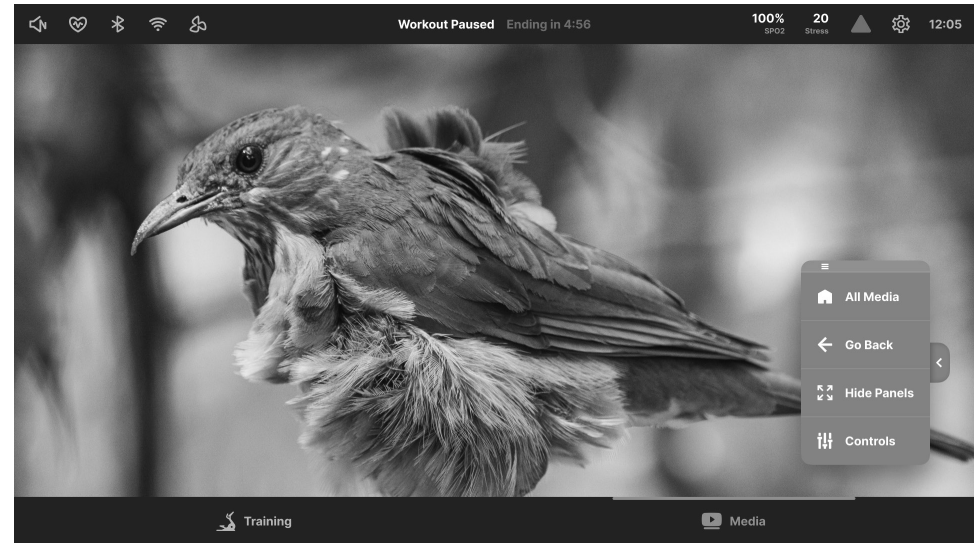 Workout Paused Ending in 4:56
100% 20 12:05
SPO2 Stress
All Media
Go Back
Hide Panels
Controls
Training Media